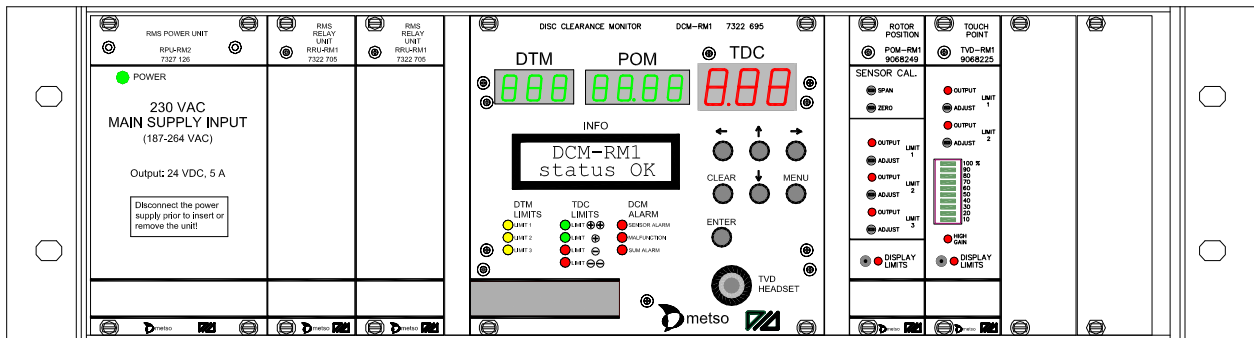 RMS POWER UNIT
RPU-RM2
7327 126
POWER
230 VAC
MAIN SUPPLY INPUT
(187-264 VAC)
Output: 24 VDC, 5 A
Disconnect the power
supply prior to insert or
remove the unit!
metso
RMS
RELAY
UNIT
RRU-RM1
7322 705
metso
RMS
RELAY
UNIT
RRU-RM1
7322 705
metso
DISC CLEARANCE MONITOR DCM-RM1 7322 695
DTM POM TDC
888 88.88 8.88
INFO
DCM-RM1
status OK
CLEAR MENU
ENTER
DTM
LIMITS
LIMIT 1
LIMIT 2
LIMIT 3
TDC
LIMITS
LIMIT ++
LIMIT +
LIMIT -
LIMIT --
DCM
ALARM
SENSOR ALARM
MALFUNCTION
SUM ALARM
TVD
HEADSET
metso
ROTOR
POSITION
POM-RM1
9068249
SENSOR CAL.
SPAN
ZERO
OUTPUT
LIMIT
1
ADJUST
OUTPUT
LIMIT
2
ADJUST
OUTPUT
LIMIT
3
ADJUST
DISPLAY
LIMITS
metso
TOUCH
POINT
TVD-RM1
9068225
OUTPUT
LIMIT
1
ADJUST
OUTPUT
LIMIT
2
ADJUST
100 %
90
80
70
60
50
40
30
20
10
HIGH
GAIN
DISPLAY
LIMITS
metso